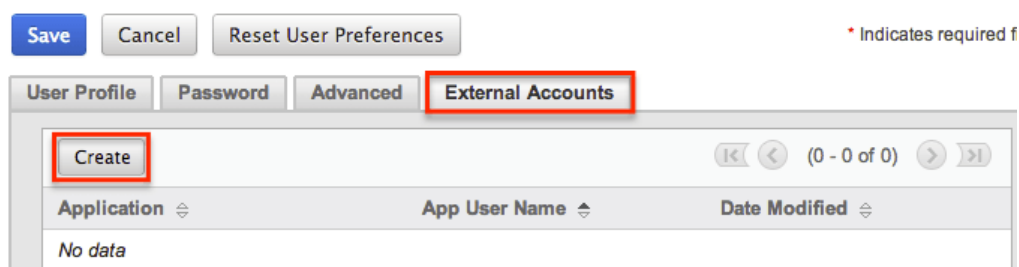 Save Cancel Reset User Preferences * Indicates required
User Profile Password Advanced External Accounts
Create (0 - 0 of 0)
Application App User Name Date Modified
No data